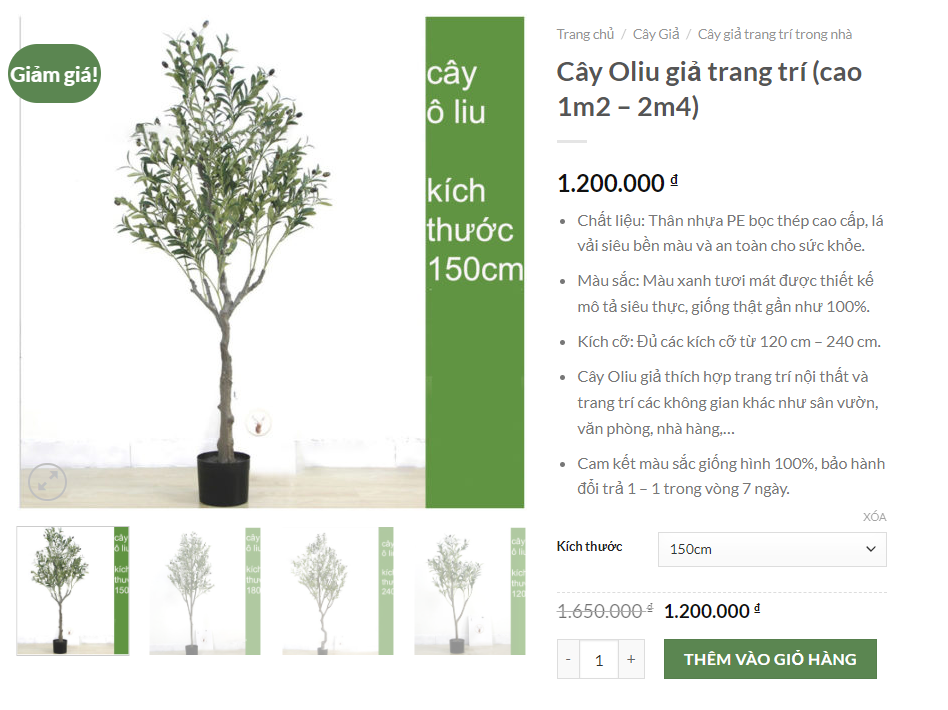 Giảm giá!
cây
ô liu
kích
thước
150cm
Trang chủ / Cây Giả / Cây giả trang trí trong nhà
Cây Oliu giả trang trí (cao
1m2 – 2m4)
1.200.000 ₫
Chất liệu: Thân nhựa PE bọc thép cao cấp, lá
vải siêu bền màu và an toàn cho sức khỏe.
Màu sắc: Màu xanh tươi mát được thiết kế
mô tả siêu thực, giống thật gần như 100%.
Kích cỡ: Đủ các kích cỡ từ 120 cm – 240 cm.
Cây Oliu giả thích hợp trang trí nội thất và
trang trí các không gian khác như sân vườn,
văn phòng, nhà hàng,...
Cam kết màu sắc giống hình 100%, bảo hành
đổi trả 1 – 1 trong vòng 7 ngày.
XÓA
Kích thước 150cm
1.650.000 ₫ 1.200.000 ₫
- 1 + THÊM VÀO GIỎ HÀNG